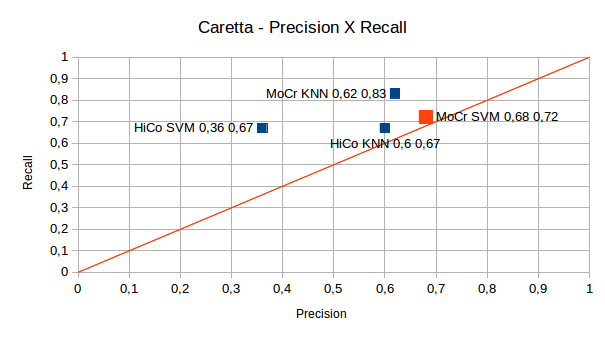 Caretta - Precision X Recall
1
0,9
0,8
0,7
0,6
0,5
0,4
0,3
0,2
0,1
0
Recall
MoCr KNN 0,62 0,83
MoCr SVM 0,68 0,72
HiCo SVM 0,36 0,67
HiCo KNN 0,6 0,67
0 0,1 0,2 0,3 0,4 0,5 0,6 0,7 0,8 0,9 1
Precision